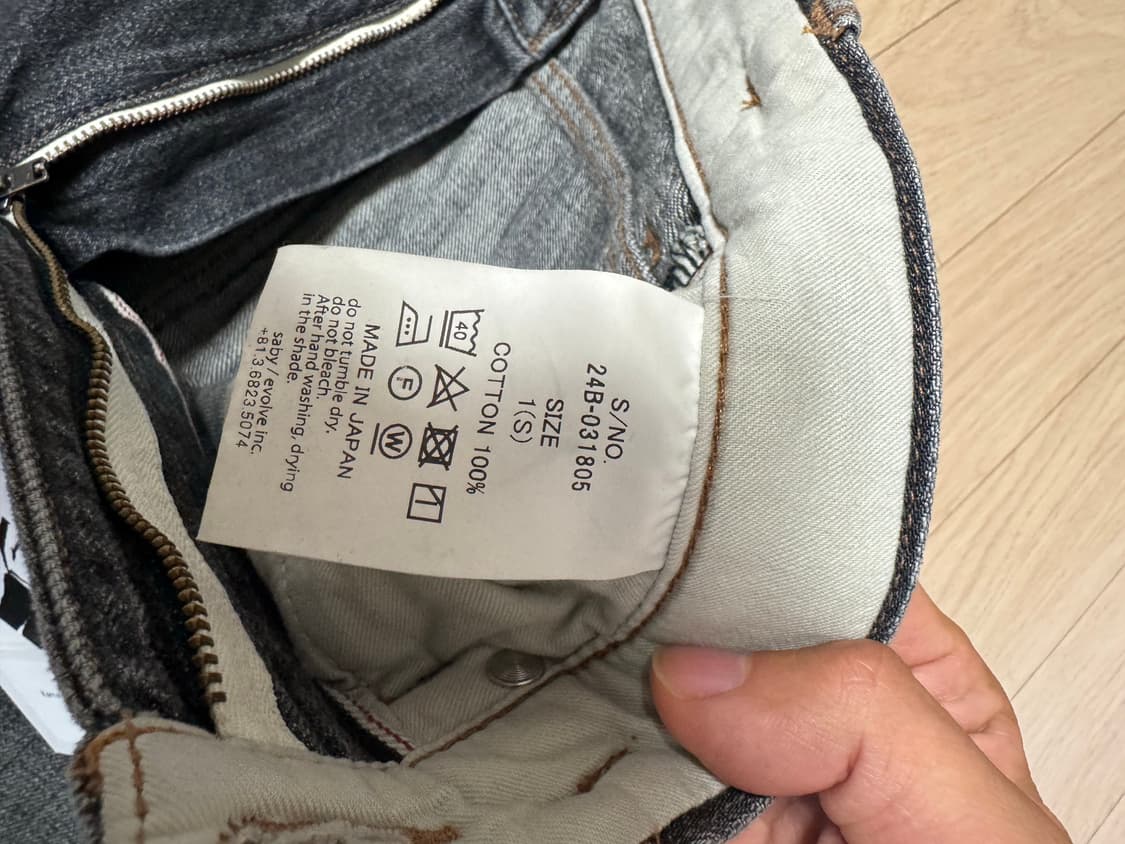 S/NO.
24B-031805
SIZE
1(S)
COTTON 100%
40
F
W
MADE IN JAPAN
do not tumble dry.
do not bleach.
After hand washing, drying
in the shade.
saby / evolve inc.
+81.3.6823.5074